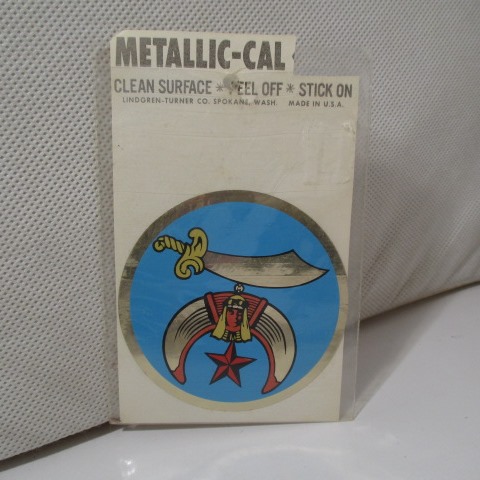 METALLIC-CAL
CLEAN SURFACE * PEEL OFF * STICK ON
LINDGREN-TURNER CO. SPOKANE, WASH. MADE IN U.S.A.